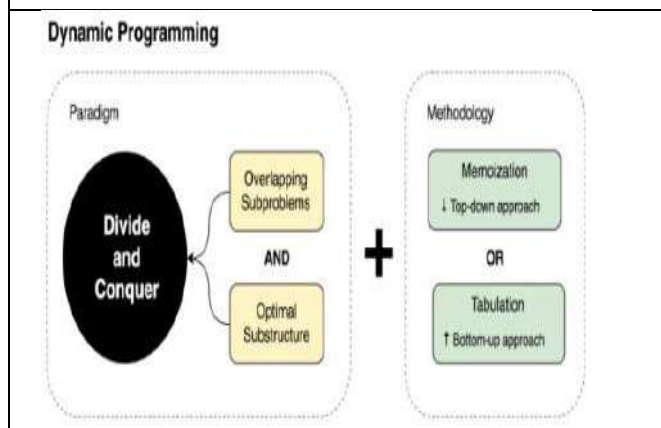 Dynamic Programming
Paradigm
Divide
and
Conquer
Overlapping
Subproblems
AND
Optimal
Substructure
+
Methodology
Memoization
↓ Top-down approach
OR
Tabulation
↑ Bottom-up approach